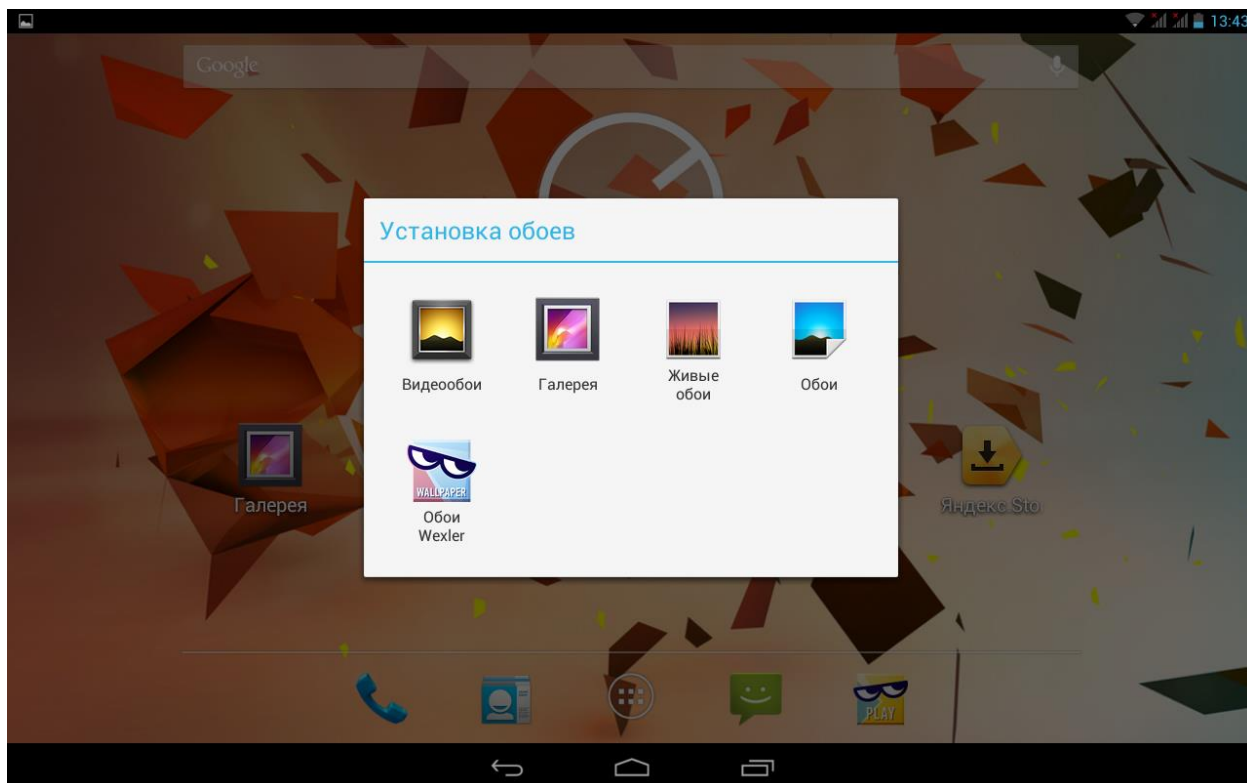 13:43
Google
Установка обоев
Видеообои
Галерея
Живые
обои
Обои
WALLPAPER
Обои
Wexler
Галерея
Яндекс.Sto
PLAY